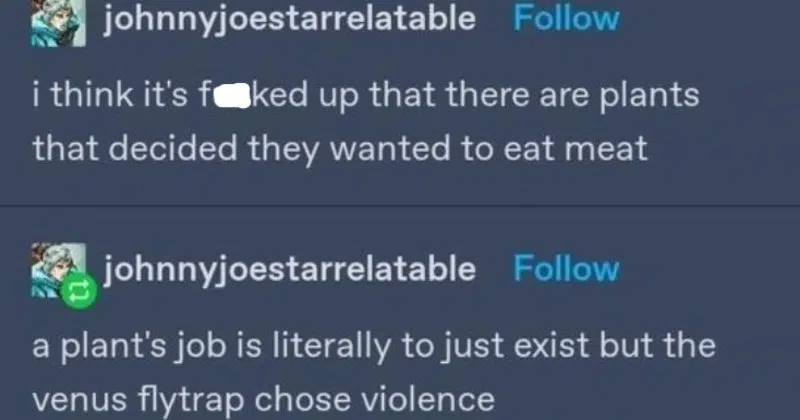 johnnyjoestarrelatable Follow
i think it's f ked up that there are plants
that decided they wanted to eat meat
johnnyjoestarrelatable Follow
a plant's job is literally to just exist but the
venus flytrap chose violence